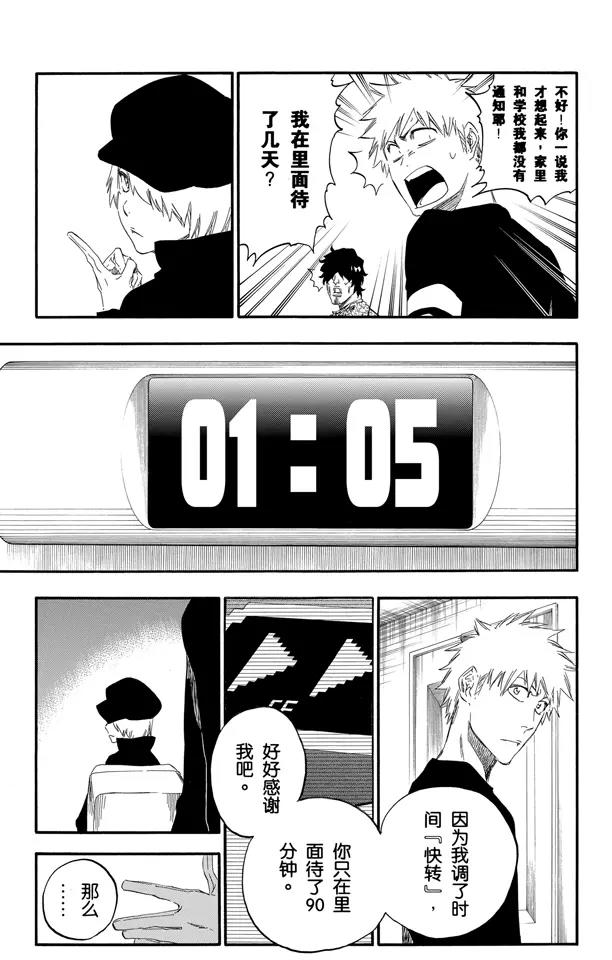 不好！你一说我
才想起来，家里
和学校我都没有
通知耶！
我在里面待
了几天？
01:05
因为我调了时
间『快转』，
你只在里
面待了90
分钟。
好好感谢
我吧。
那么
……